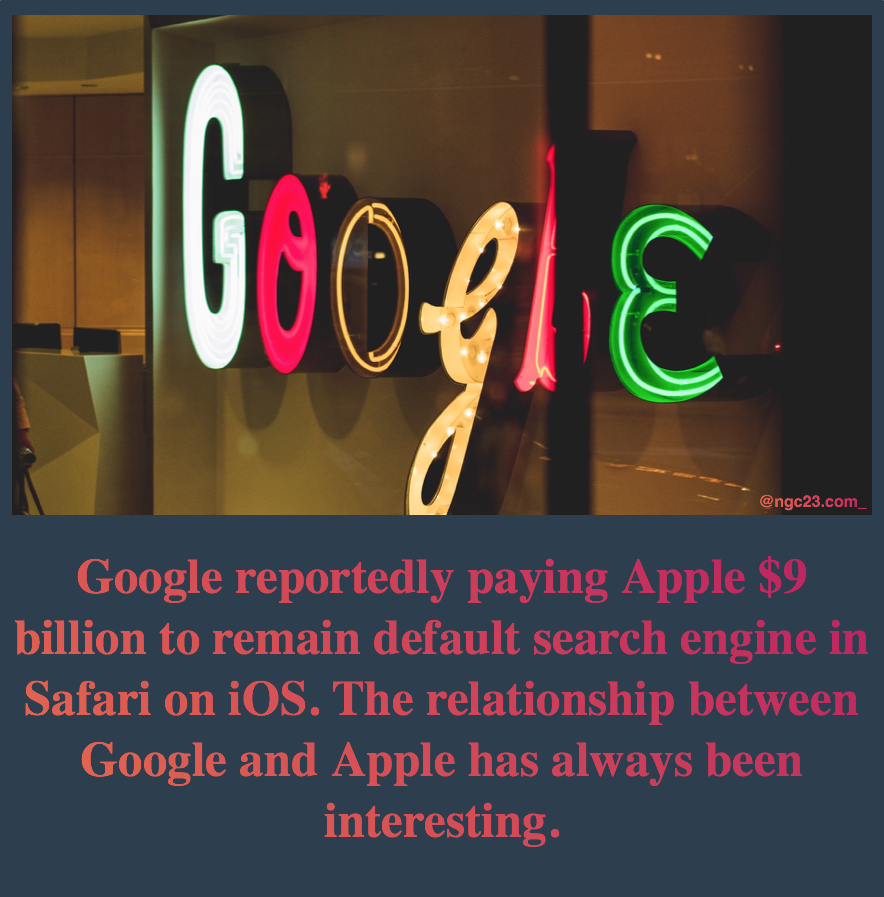 Google
@ngc23.com_
Google reportedly paying Apple $9
billion to remain default search engine in
Safari on iOS. The relationship between
Google and Apple has always been
interesting.